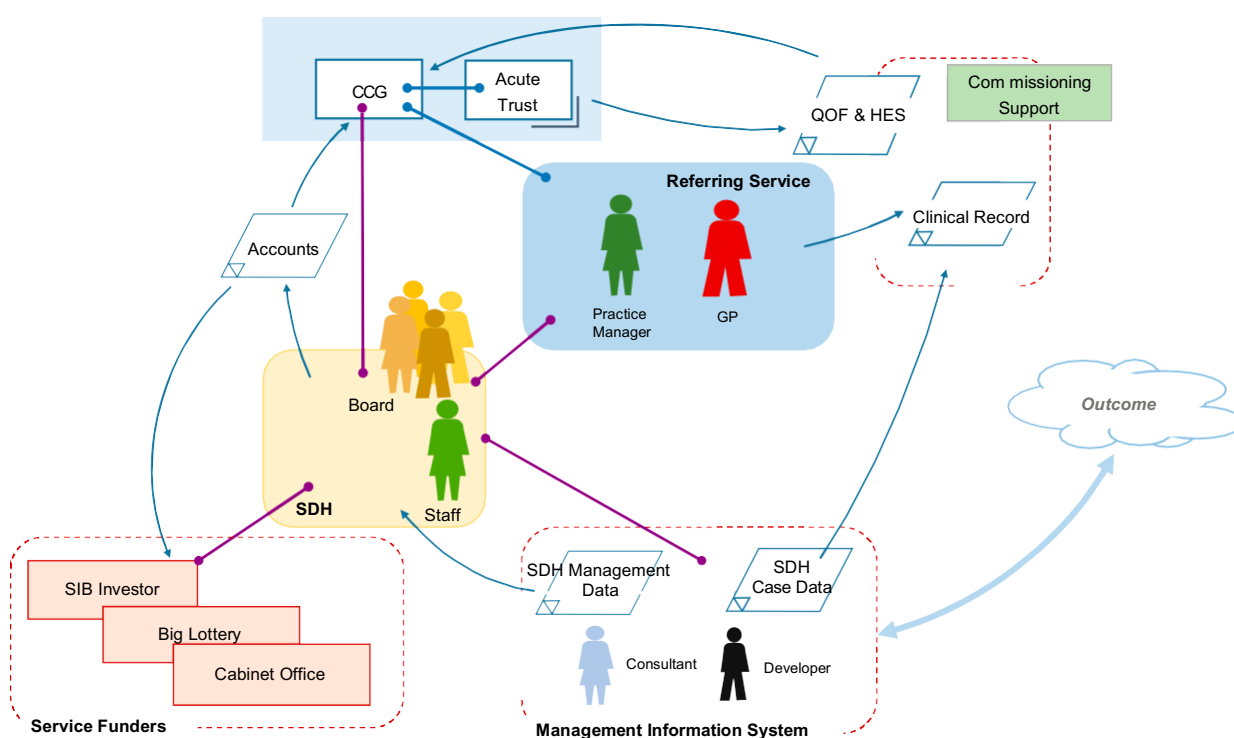 CCG
Acute
Trust
QOF & HES
Com missioning
Support
Referring Service
Clinical Record
Accounts
Practice
Manager
GP
Board
Outcome
SDH
Staff
SIB Investor
Big Lottery
Cabinet Office
Service Funders
SDH Management
Data
SDH
Case Data
Consultant
Developer
Management Information System